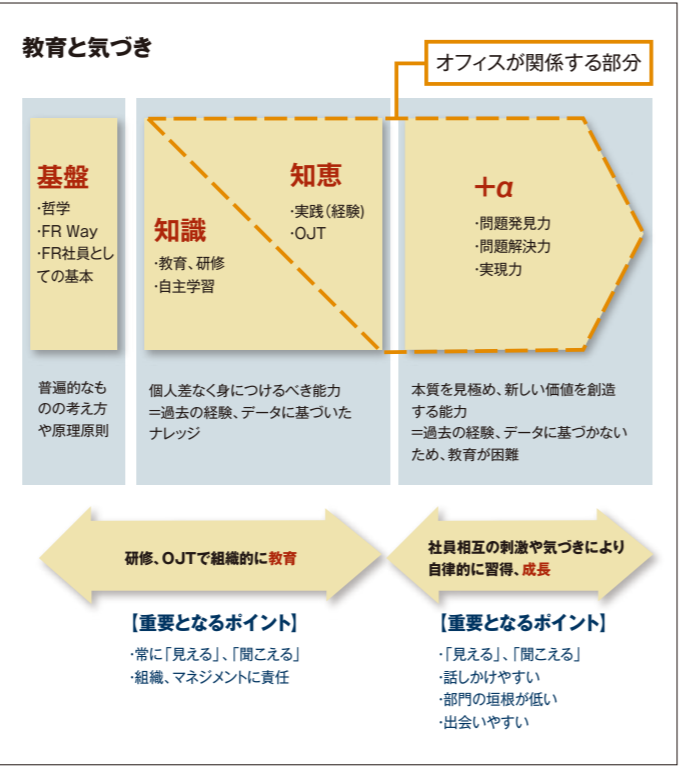 教育と気づき
オフィスが関係する部分
基盤
・哲学
・FR Way
・FR社員とし
ての基本
知識
・教育、研修
・自主学習
知恵
・実践（経験）
・OJT
＋α
・問題発見力
・問題解決力
・実現力
普遍的なも
のの考え方
や原理原則
個人差なく身につけるべき能力
＝過去の経験、データに基づいた
ナレッジ
本質を見極め、新しい価値を創造
する能力
＝過去の経験、データに基づかない
ため、教育が困難
研修、OJTで組織的に教育
社員相互の刺激や気づきにより
自律的に習得、成長
【重要となるポイント】
・常に「見える」、「聞こえる」
・組織、マネジメントに責任
【重要となるポイント】
・「見える」、「聞こえる」
・話しかけやすい
・部門の垣根が低い
・出会いやすい